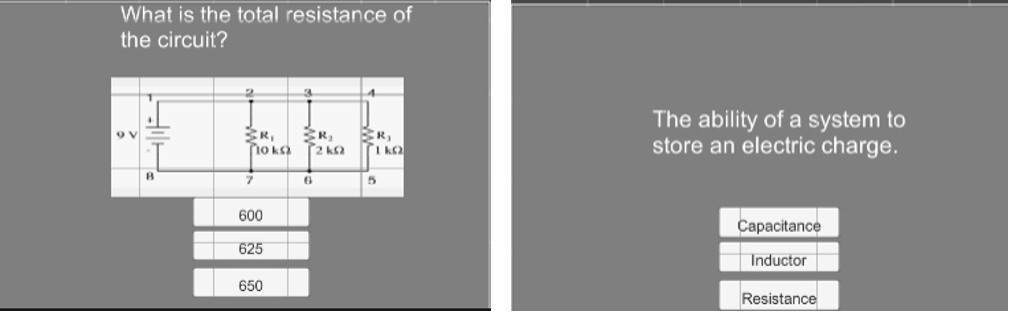 What is the total resistance of
the circuit?
1 2 3 4
+
9 V
R₁ R₂ R₃
10 kΩ 2 kΩ 1 kΩ
-
8 7 6 5
600
625
650
The ability of a system to
store an electric charge.
Capacitance
Inductor
Resistance